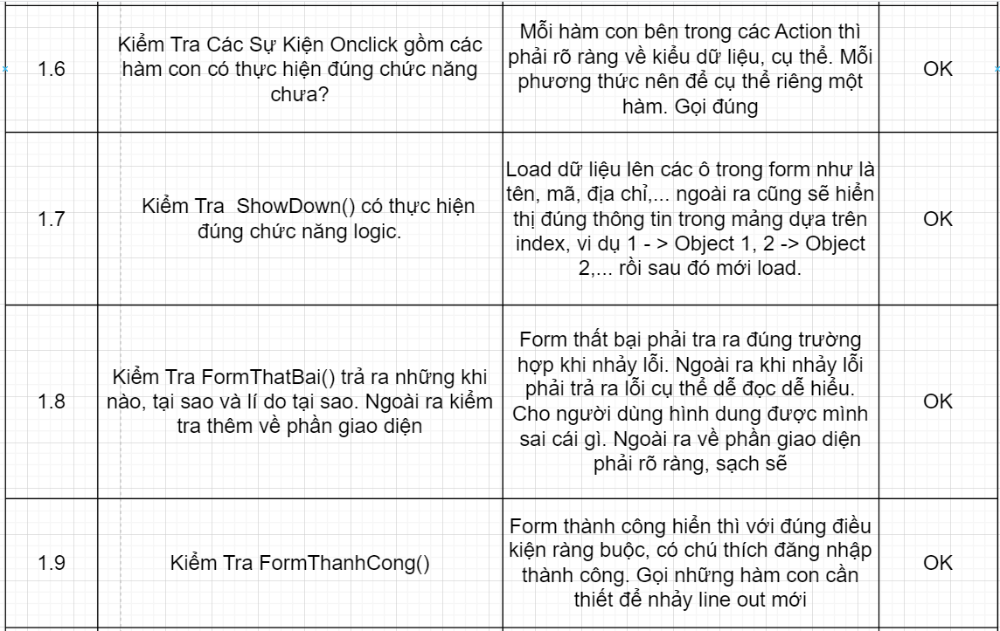 1.6
Kiểm Tra Các Sự Kiện Onclick gồm các
hàm con có thực hiện đúng chức năng
chưa?
Mỗi hàm con bên trong các Action thì
phải rõ ràng về kiểu dữ liệu, cụ thể. Mỗi
phương thức nên để cụ thể riêng một
hàm. Gọi đúng
OK
1.7
Kiểm Tra  ShowDown() có thực hiện
đúng chức năng logic.
Load dữ liệu lên các ô trong form như là
tên, mã, địa chỉ,... ngoài ra cũng sẽ hiển
thị đúng thông tin trong mảng dựa trên
index, vi dụ 1 - > Object 1, 2 -> Object
2,... rồi sau đó mới load.
OK
1.8
Kiểm Tra FormThatBai() trả ra những khi
nào, tại sao và lí do tại sao. Ngoài ra kiểm
tra thêm về phần giao diện
Form thất bại phải tra ra đúng trường
hợp khi nhảy lỗi. Ngoài ra khi nhảy lỗi
phải trả ra lỗi cụ thể dễ đọc dễ hiểu.
Cho người dùng hình dung được mình
sai cái gì. Ngoài ra về phần giao diện
phải rõ ràng, sạch sẽ
OK
1.9
Kiểm Tra FormThanhCong()
Form thành công hiển thì với đúng điều
kiện ràng buộc, có chú thích đăng nhập
thành công. Gọi những hàm con cần
thiết để nhảy line out mới
OK